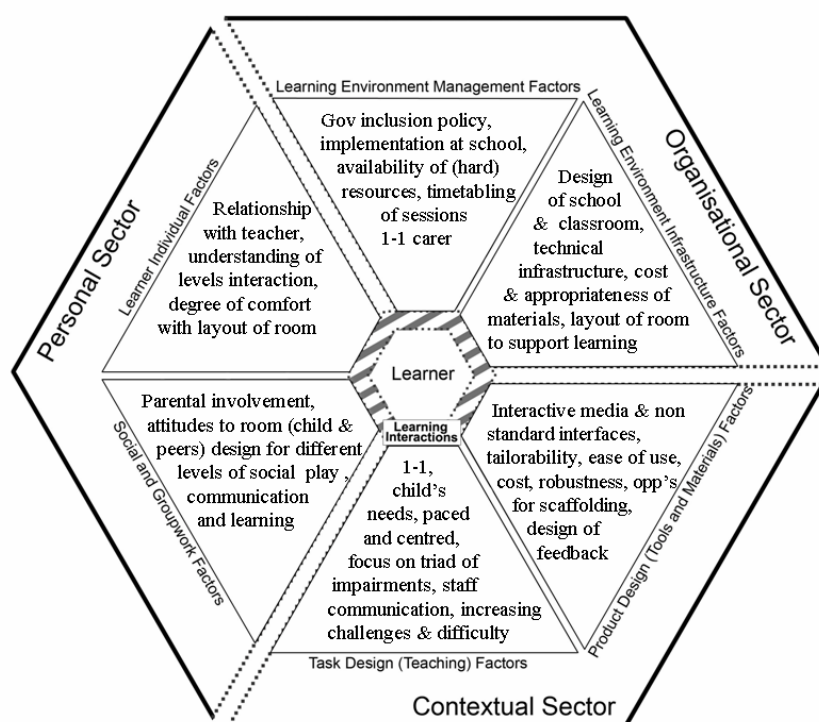 Learning Environment Management Factors
Gov inclusion policy,
implementation at school,
availability of (hard)
resources, timetabling
of sessions
1-1 carer
Organisational Sector
Learning Environment Infrastructure Factors
Design
of school
& classroom,
technical
infrastructure, cost
& appropriateness of
materials, layout of room
to support learning
Personal Sector
Learner Individual Factors
Relationship
with teacher,
understanding of
levels interaction,
degree of comfort
with layout of room
Learner
Learning
Interactions
Parental involvement,
attitudes to room (child &
peers) design for different
levels of social play ,
communication
and learning
Social and Groupwork Factors
1-1,
child's
needs, paced
and centred,
focus on triad of
impairments, staff
communication, increasing
challenges & difficulty
Task Design (Teaching) Factors
Interactive media & non
standard interfaces,
tailorability, ease of use,
cost, robustness, opp's
for scaffolding,
design of
feedback
Product Design (Tools and Materials) Factors
Contextual Sector